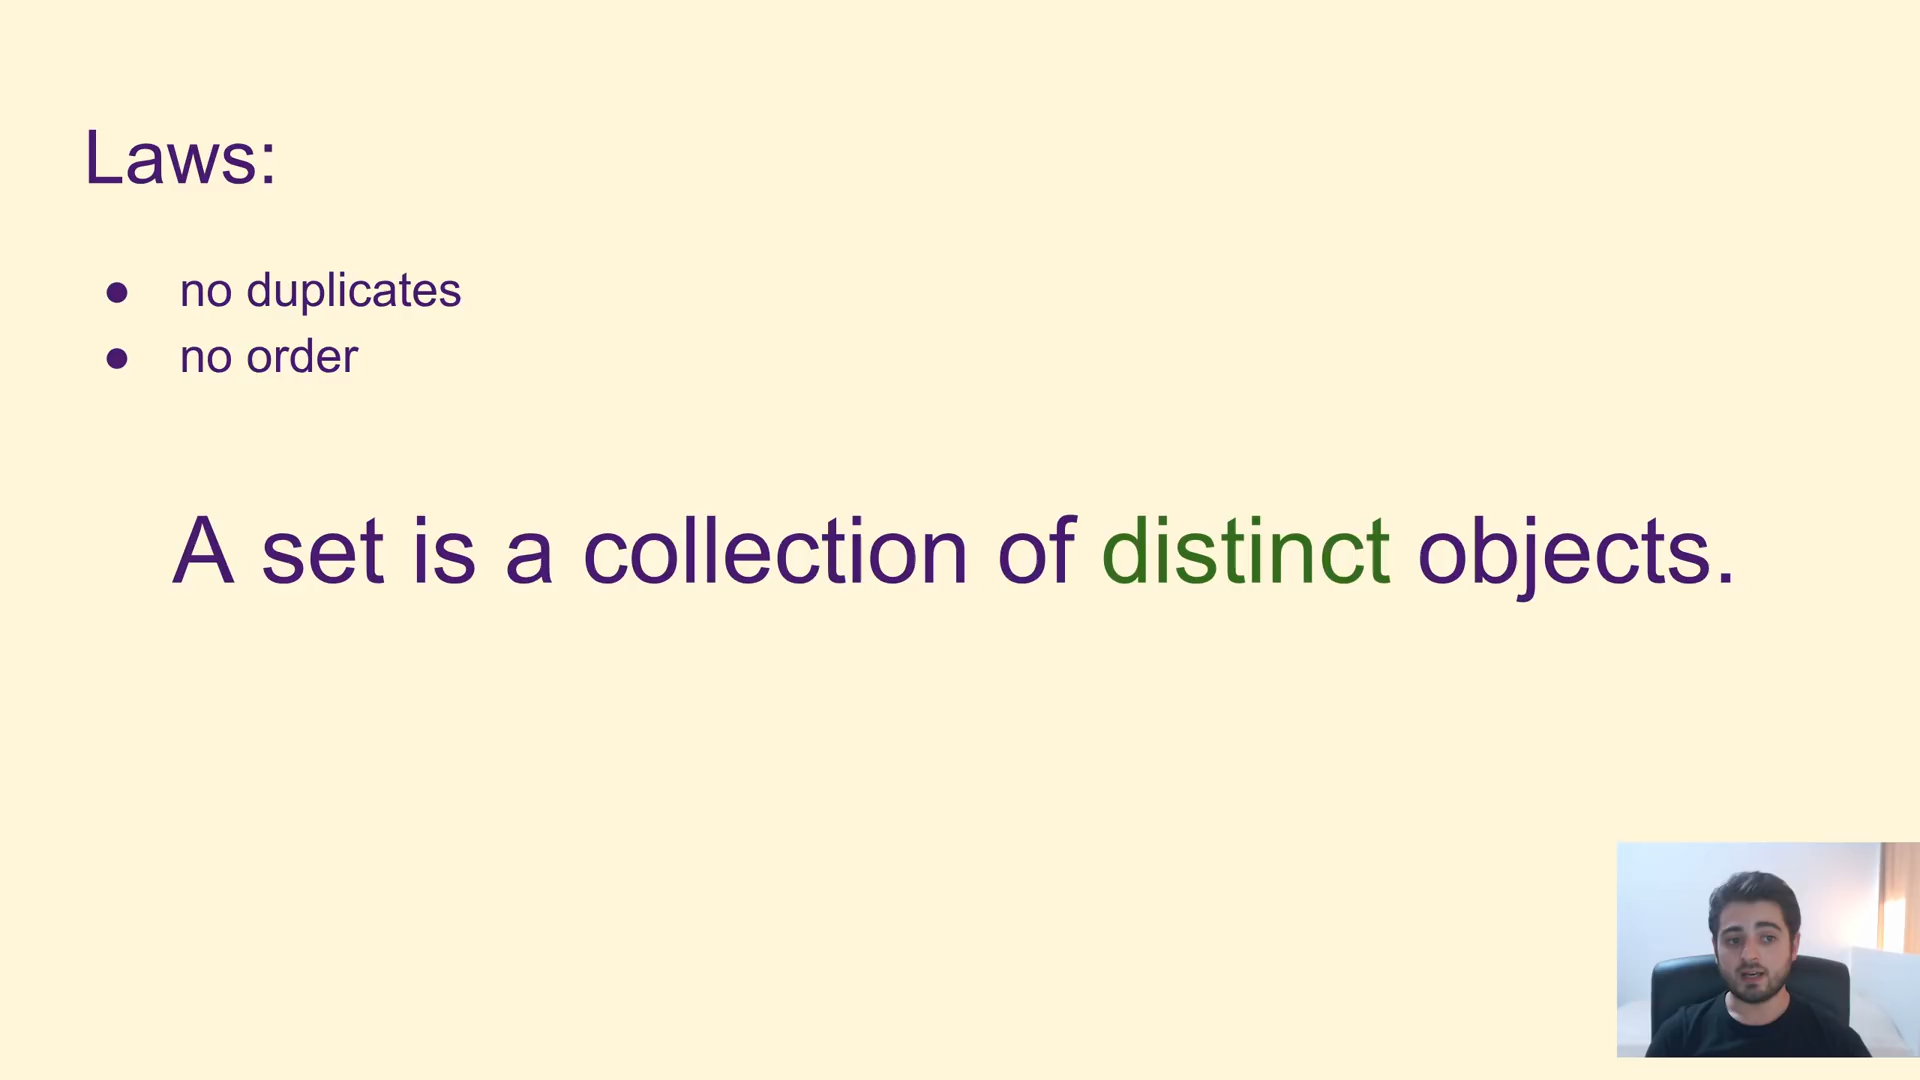 Laws:
● no duplicates
● no order
A set is a collection of distinct objects.